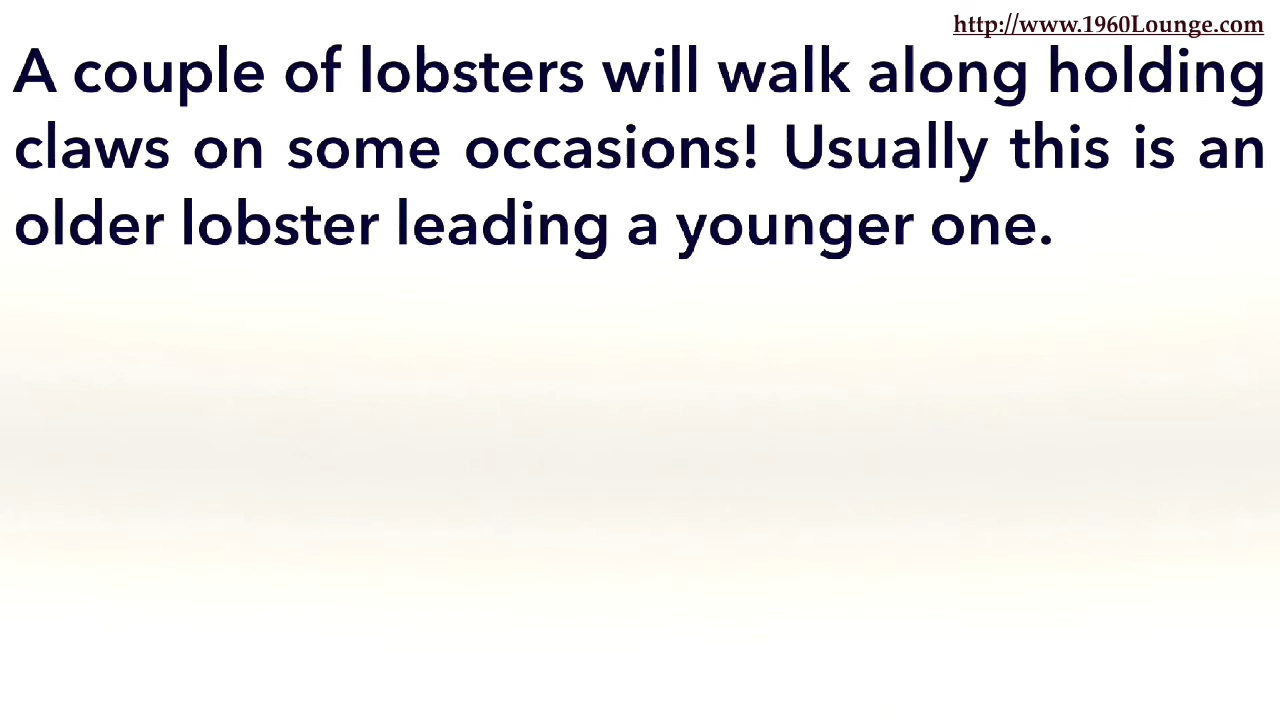 http://www.1960Lounge.com
A couple of lobsters will walk along holding
claws on some occasions! Usually this is an
older lobster leading a younger one.